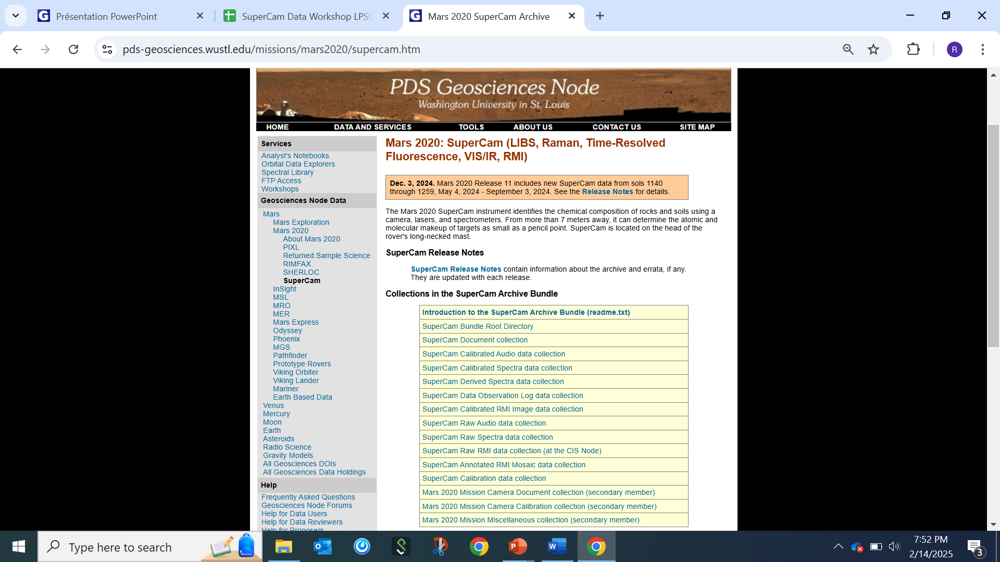 Présentation PowerPoint
SuperCam Data Workshop LPSC
Mars 2020 SuperCam Archive
pds-geosciences.wustl.edu/missions/mars2020/supercam.htm
R
PDS Geosciences Node
Washington University in St. Louis
HOME DATA AND SERVICES TOOLS ABOUT US CONTACT US SITE MAP
Services
Analyst's Notebooks
Orbital Data Explorers
Spectral Library
FTP Access
Workshops
Geosciences Node Data
Mars
Mars Exploration
Mars 2020
About Mars 2020
PIXL
Returned Sample Science
RIMFAX
SHERLOC
SuperCam
InSight
MSL
MRO
MER
Mars Express
Odyssey
Phoenix
MGS
Pathfinder
Prototype Rovers
Viking Orbiter
Viking Lander
Mariner
Earth Based Data
Venus
Mercury
Moon
Earth
Asteroids
Radio Science
Gravity Models
All Geosciences DOIs
All Geosciences Data Holdings
Help
Frequently Asked Questions
Geosciences Node Forums
Help for Data Users
Help for Data Reviewers
Help for Proposers
Mars 2020: SuperCam (LIBS, Raman, Time-Resolved
Fluorescence, VIS/IR, RMI)
Dec. 3, 2024. Mars 2020 Release 11 includes new SuperCam data from sols 1140
through 1259, May 4, 2024 - September 3, 2024. See the Release Notes for details.
The Mars 2020 SuperCam instrument identifies the chemical composition of rocks and soils using a
camera, lasers, and spectrometers. From more than 7 meters away, it can determine the atomic and
molecular makeup of targets as small as a pencil point. SuperCam is located on the head of the
rover's long-necked mast.
SuperCam Release Notes
SuperCam Release Notes contain information about the archive and errata, if any.
They are updated with each release.
Collections in the SuperCam Archive Bundle
Introduction to the SuperCam Archive Bundle (readme.txt)
SuperCam Bundle Root Directory
SuperCam Document collection
SuperCam Calibrated Audio data collection
SuperCam Calibrated Spectra data collection
SuperCam Derived Spectra data collection
SuperCam Data Observation Log data collection
SuperCam Calibrated RMI Image data collection
SuperCam Raw Audio data collection
SuperCam Raw Spectra data collection
SuperCam Raw RMI data collection (at the CIS Node)
SuperCam Annotated RMI Mosaic data collection
SuperCam Calibration data collection
Mars 2020 Mission Camera Document collection (secondary member)
Mars 2020 Mission Camera Calibration collection (secondary member)
Mars 2020 Mission Miscellaneous collection (secondary member)
Type here to search
7:52 PM
2/14/2025
3